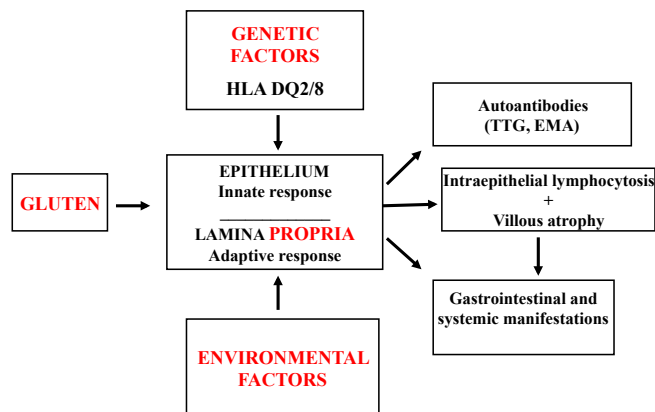 GENETIC
FACTORS
HLA DQ2/8
Autoantibodies
(TTG, EMA)
EPITHELIUM
Innate response
GLUTEN
LAMINA PROPRIA
Adaptive response
Intraepithelial lymphocytosis
+
Villous atrophy
Gastrointestinal and
systemic manifestations
ENVIRONMENTAL
FACTORS